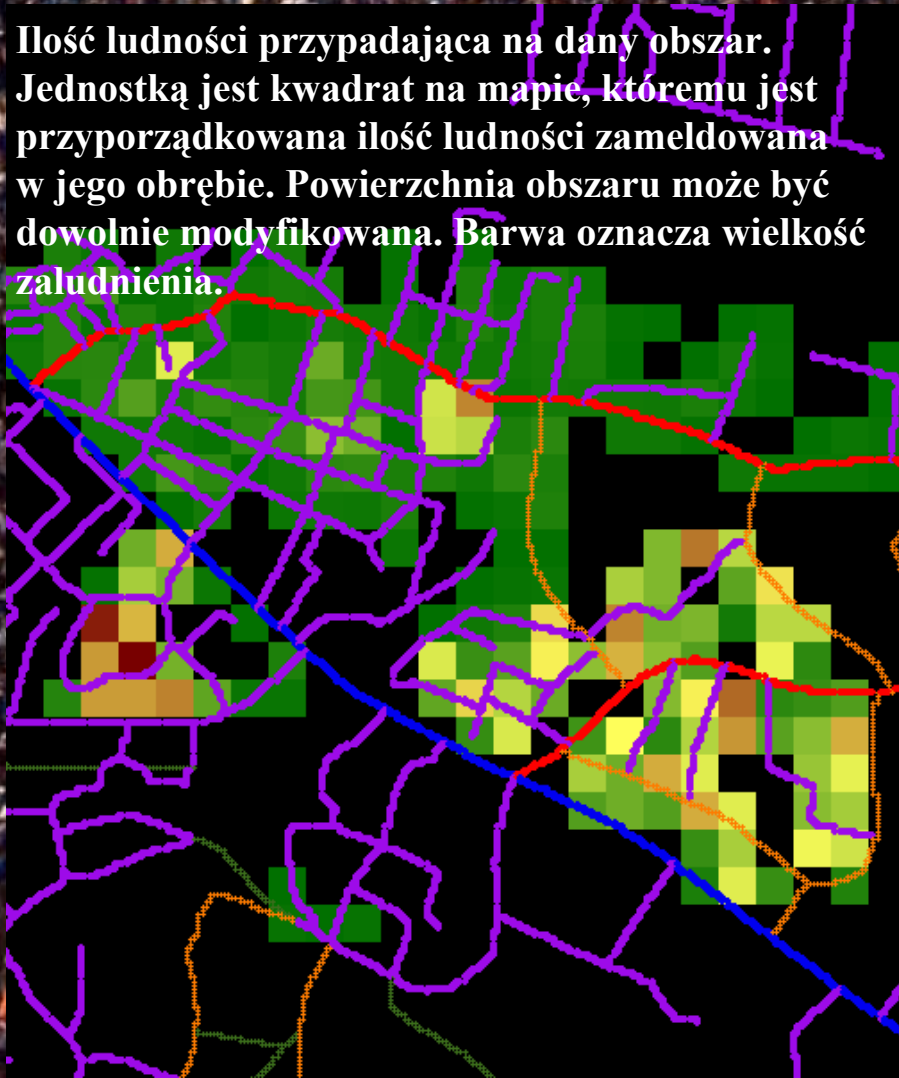 Ilość ludności przypadająca na dany obszar.
Jednostką jest kwadrat na mapie, któremu jest
przyporządkowana ilość ludności zameldowana
w jego obrębie. Powierzchnia obszaru może być
dowolnie modyfikowana. Barwa oznacza wielkość
zaludnienia.